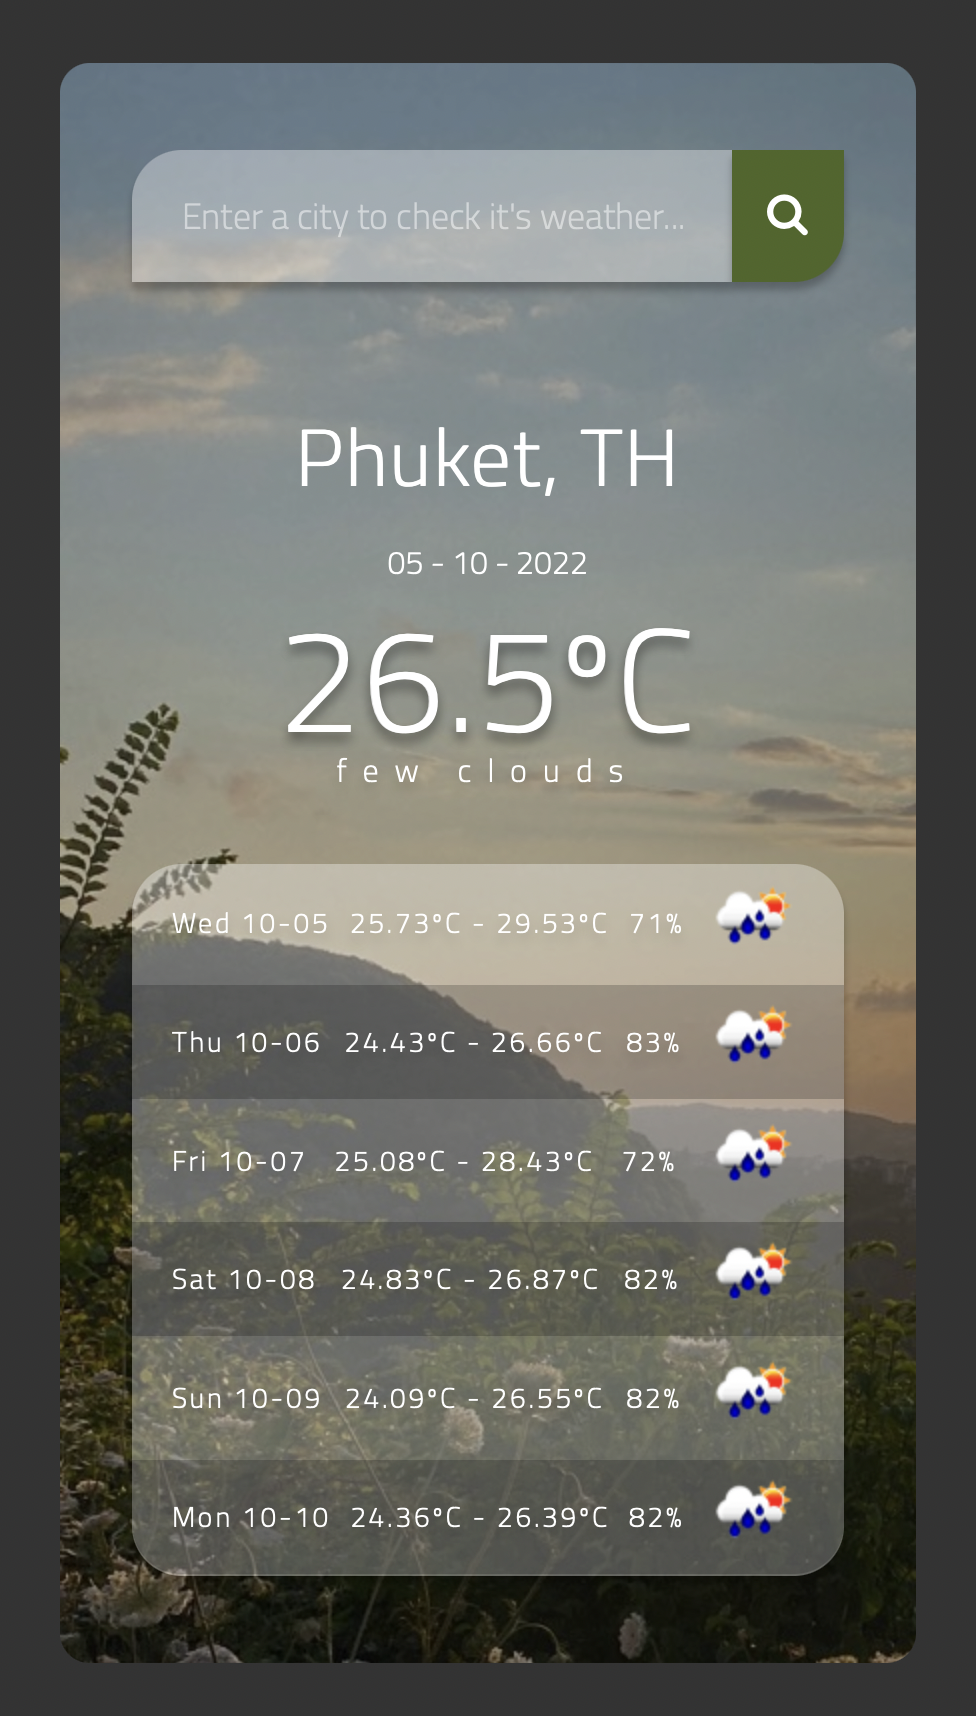 Enter a city to check it's weather...
Phuket, TH
05 - 10 - 2022
26.5°C
few clouds
Wed 10-05 25.73°C - 29.53°C 71%
Thu 10-06 24.43°C - 26.66°C 83%
Fri 10-07 25.08°C - 28.43°C 72%
Sat 10-08 24.83°C - 26.87°C 82%
Sun 10-09 24.09°C - 26.55°C 82%
Mon 10-10 24.36°C - 26.39°C 82%